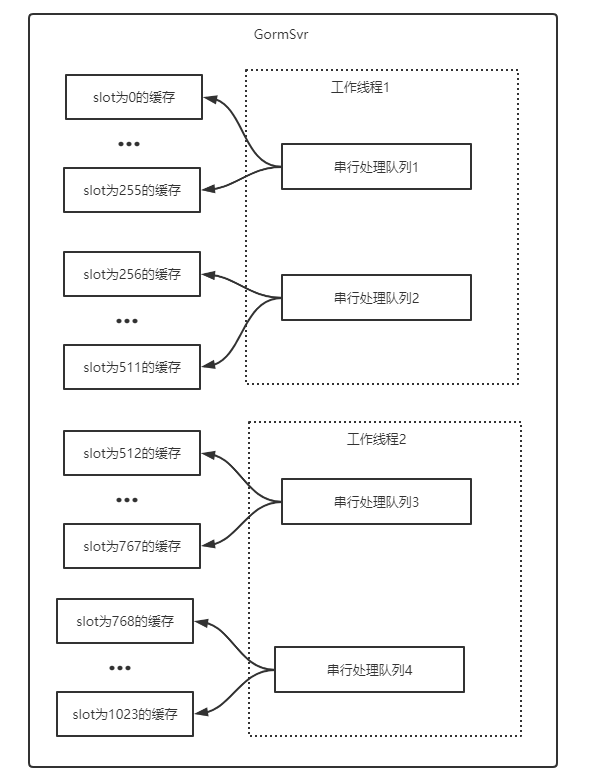 GormSvr
工作线程1
slot为0的缓存
•••
串行处理队列1
slot为255的缓存
slot为256的缓存
•••
串行处理队列2
slot为511的缓存
工作线程2
slot为512的缓存
•••
串行处理队列3
slot为767的缓存
slot为768的缓存
•••
串行处理队列4
slot为1023的缓存